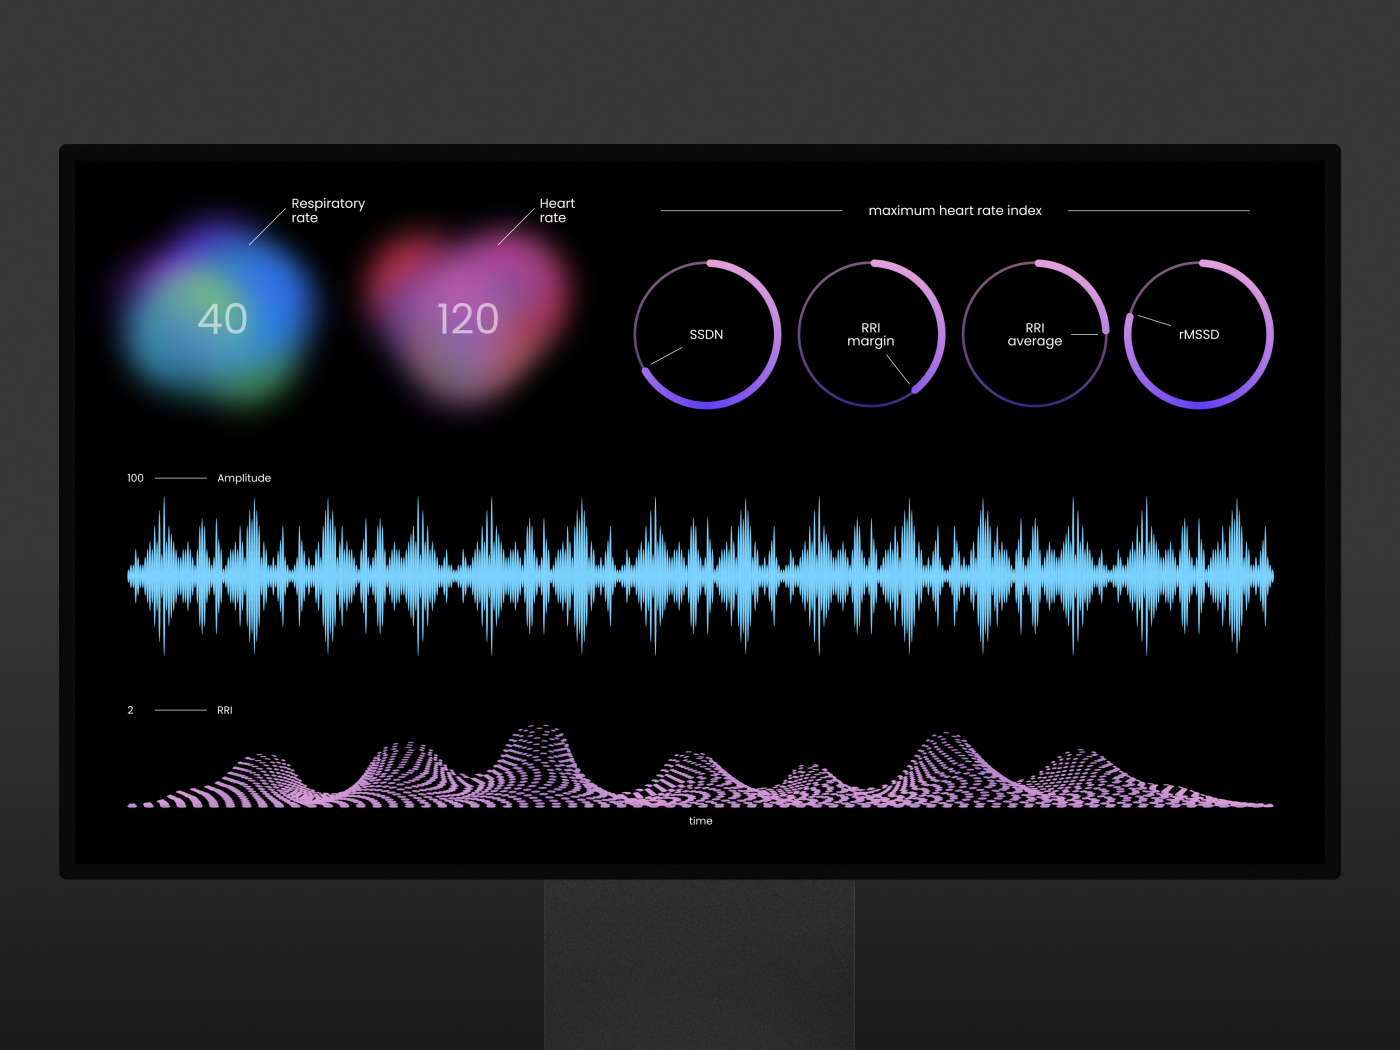 Respiratory
rate
40
Heart
rate
120
maximum heart rate index
SSDN
RRI
margin
RRI
average
rMSSD
100
Amplitude
2
RRI
time